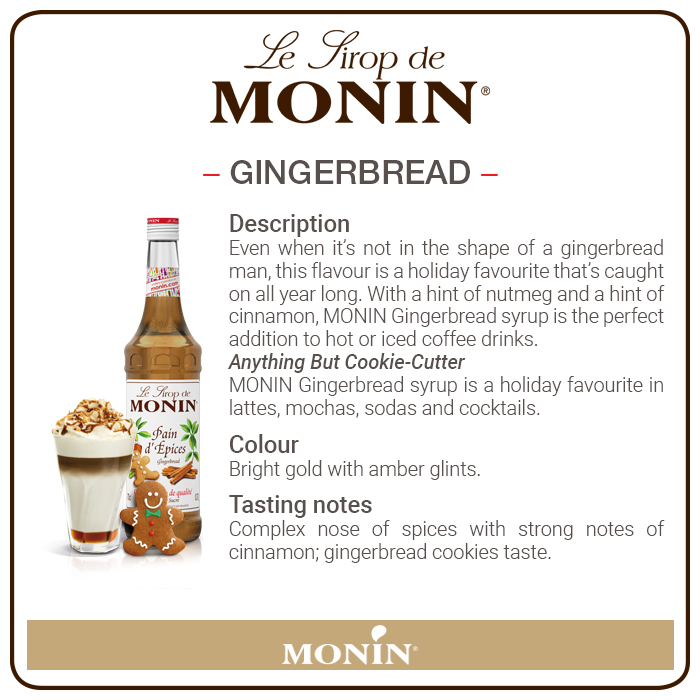 Le Sirop de
MONIN®
– GINGERBREAD –
Description
Even when it’s not in the shape of a gingerbread
man, this flavour is a holiday favourite that’s caught
on all year long. With a hint of nutmeg and a hint of
cinnamon, MONIN Gingerbread syrup is the perfect
addition to hot or iced coffee drinks.
Anything But Cookie-Cutter
MONIN Gingerbread syrup is a holiday favourite in
lattes, mochas, sodas and cocktails.
Colour
Bright gold with amber glints.
Tasting notes
Complex nose of spices with strong notes of
cinnamon; gingerbread cookies taste.
MONIN
monin.com
Le Sirop de
MONIN®
Pain
d'Épices
Gingerbread
de qualité
MONIN®